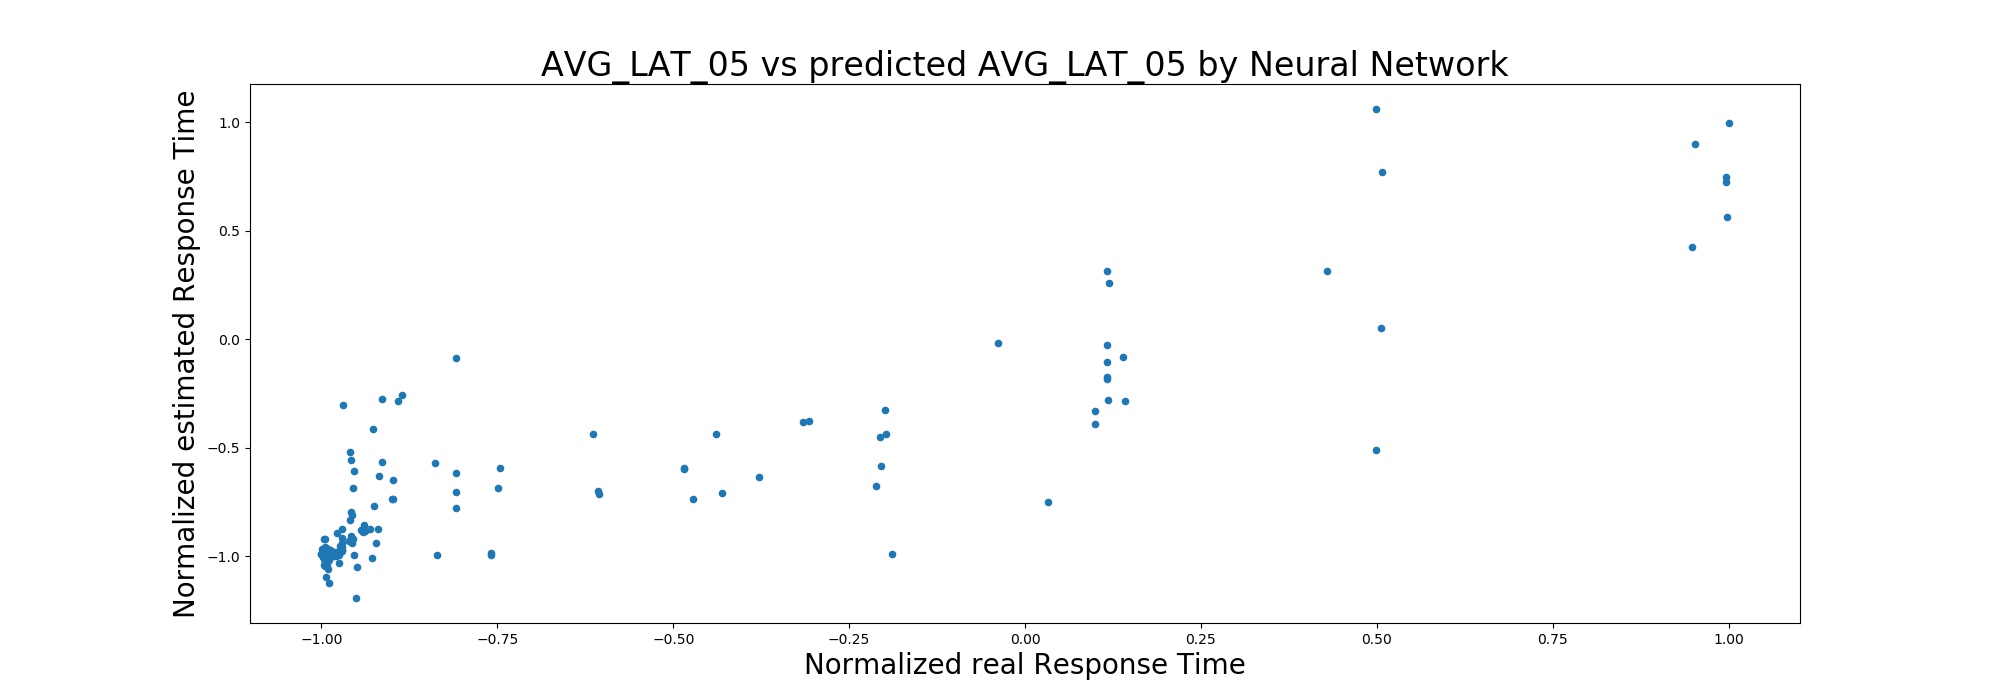 AVG_LAT_05 vs predicted AVG_LAT_05 by Neural Network
Normalized estimated Response Time
1.0
0.5
0.0
−0.5
−1.0
−1.00 −0.75 −0.50 −0.25 0.00 0.25 0.50 0.75 1.00
Normalized real Response Time